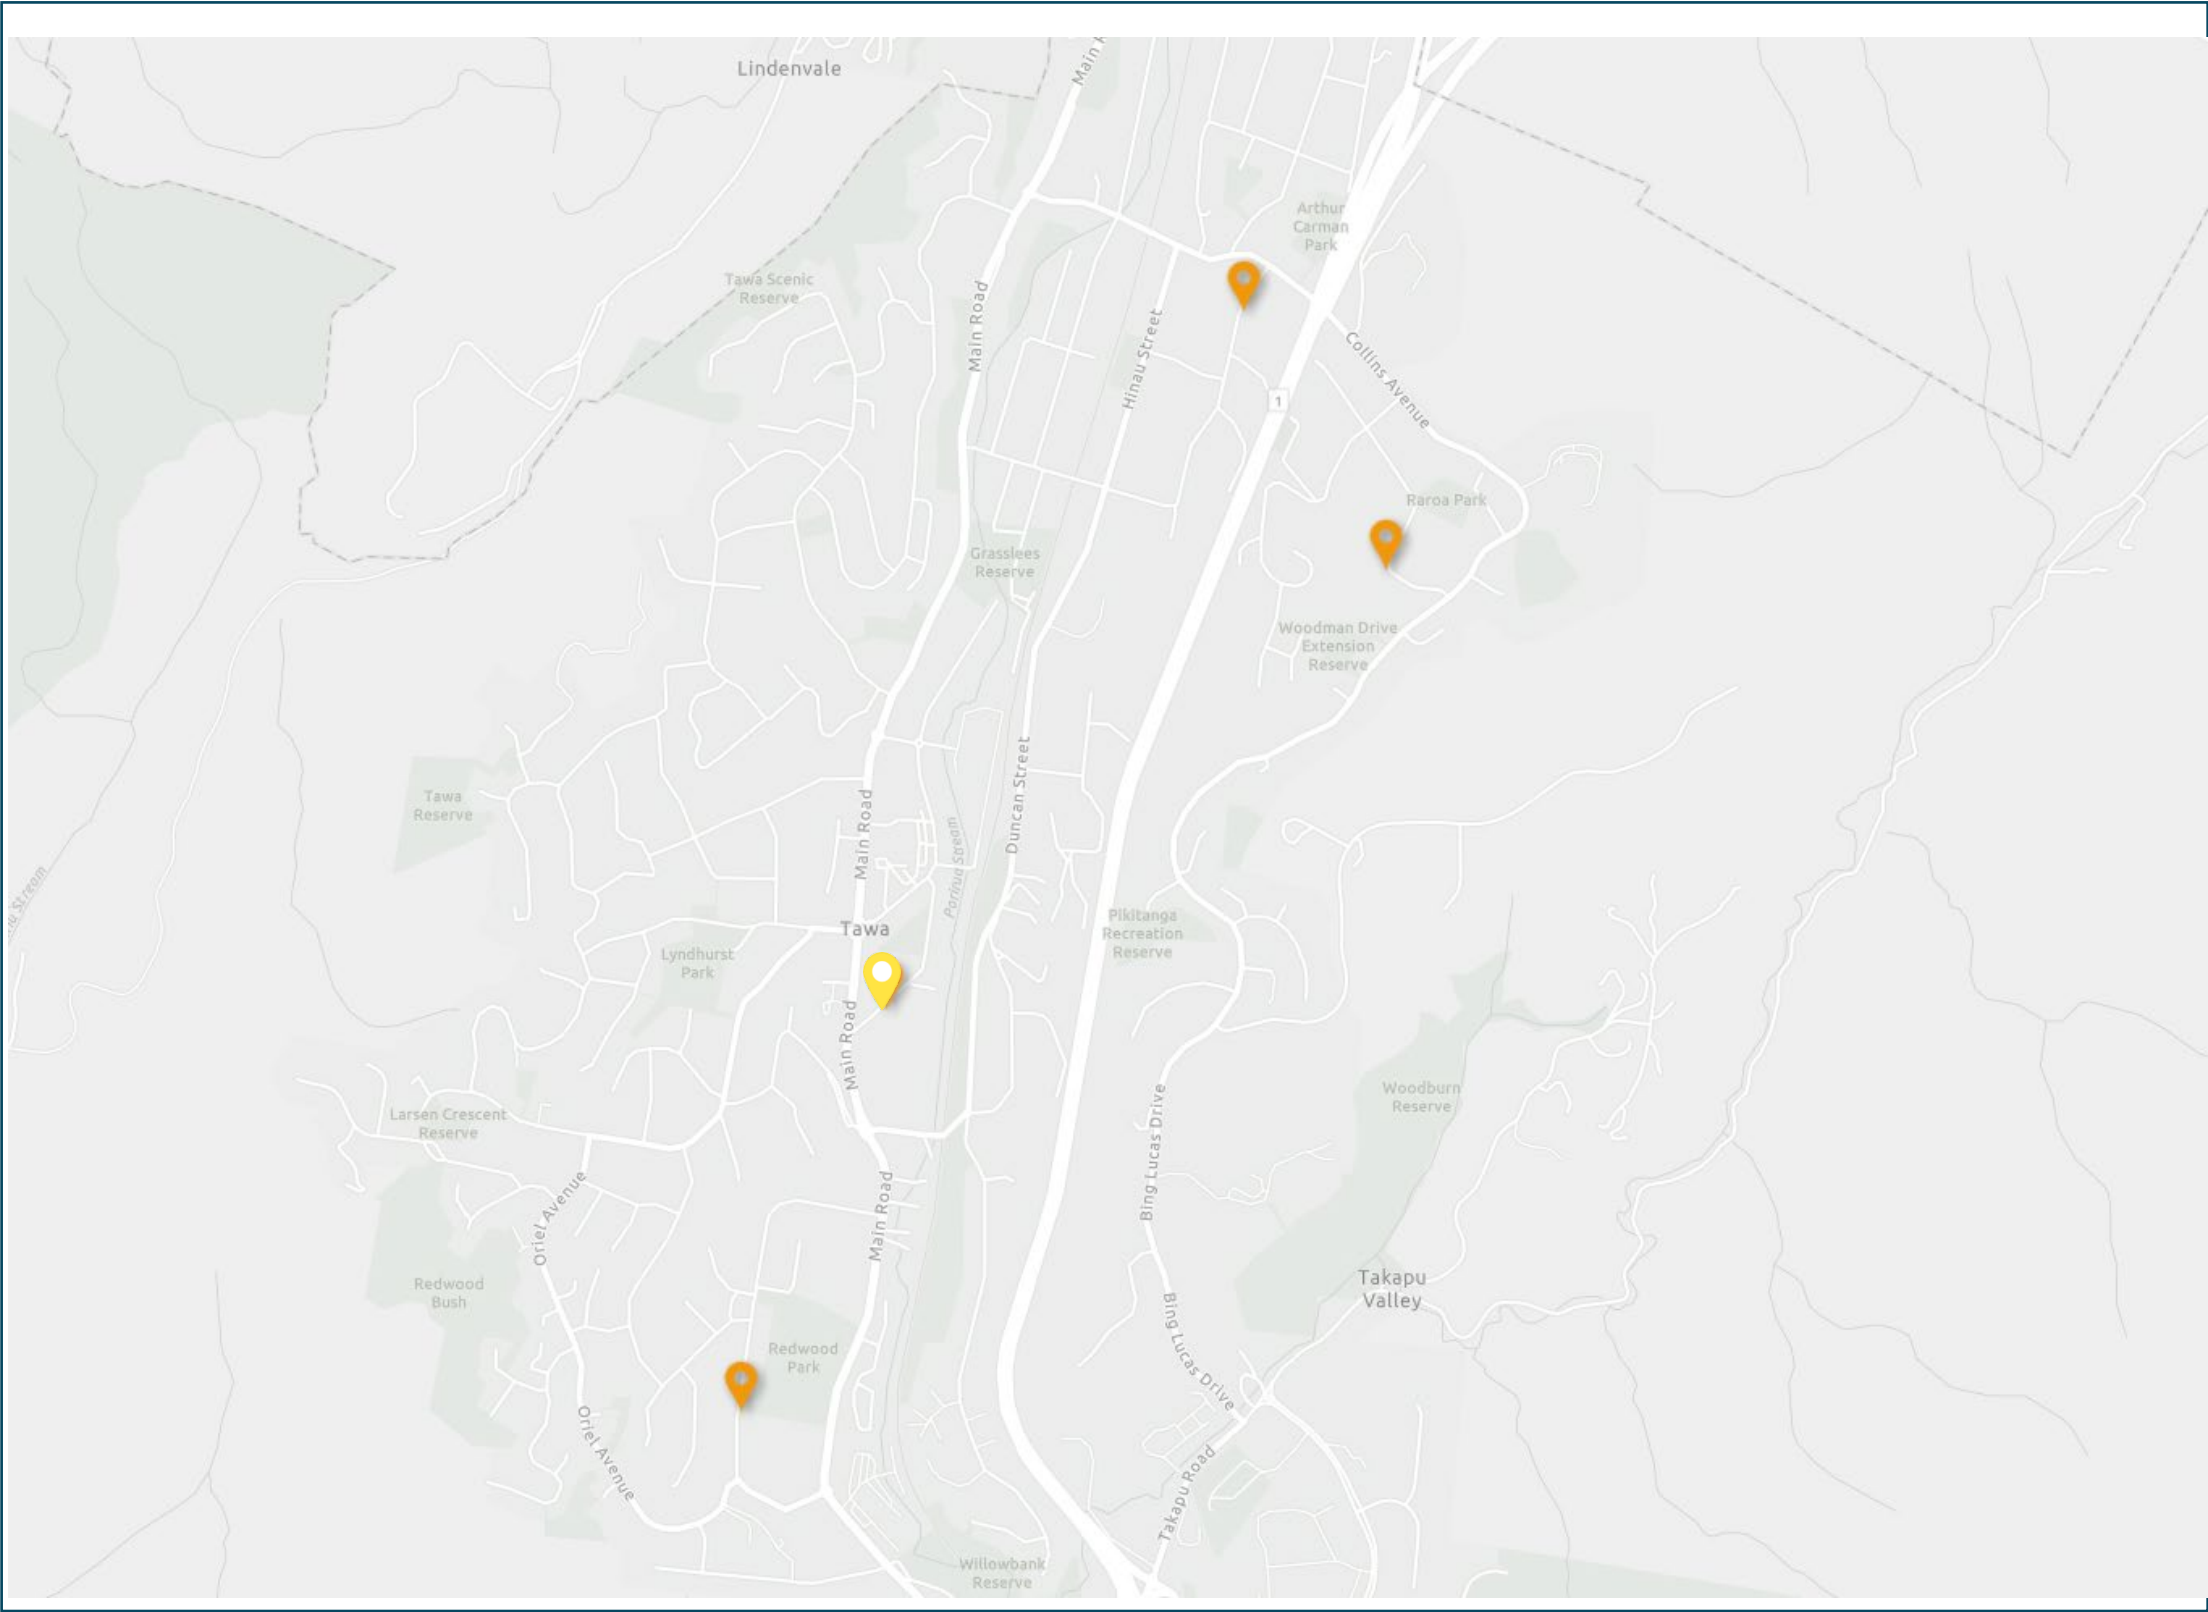 Lindenvale
Main R
Arthur
Carman
Park
Tawa Scenic
Reserve
Main Road
Hinau Street
Collins Avenue
1
Raroa Park
Grasslees
Reserve
Woodman Drive
Extension
Reserve
Duncan Street
Tawa
Reserve
Main Road
Porirua Stream
Stream
Tawa
Pikitanga
Recreation
Reserve
Lyndhurst
Park
Main Road
Woodburn
Reserve
Bing Lucas Drive
Larsen Crescent
Reserve
Oriel Avenue
Main Road
Redwood
Bush
Takapu
Valley
Bing Lucas Drive
Redwood
Park
Oriel Avenue
Takapu Road
Willowbank
Reserve